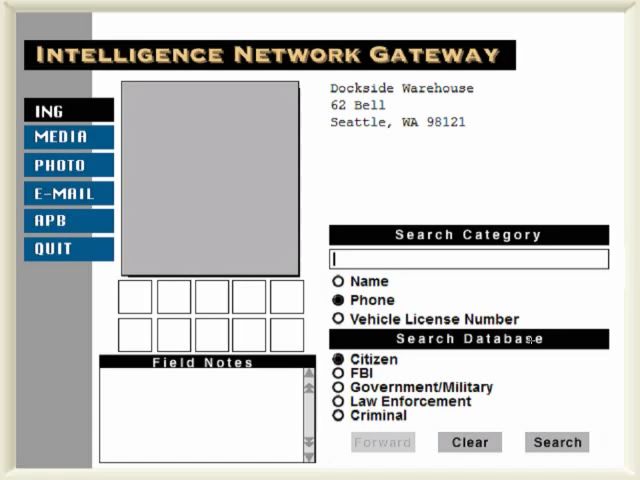 INTELLIGENCE NETWORK GATEWAY
ING
MEDIA
PHOTO
E-MAIL
APB
QUIT
Dockside Warehouse
62 Bell
Seattle, WA 98121
Search Category
Name
Phone
Vehicle License Number
Search Database
Citizen
FBI
Government/Military
Law Enforcement
Criminal
Field Notes
Forward Clear Search